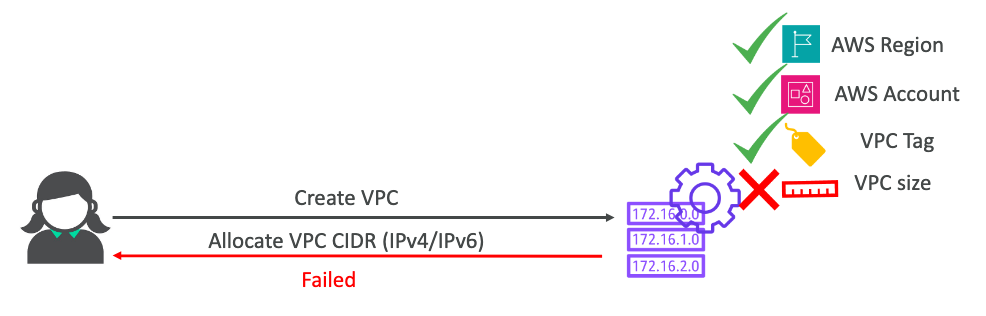 AWS Region
AWS Account
VPC Tag
VPC size
Create VPC
172.16.0.0
Allocate VPC CIDR (IPv4/IPv6)
172.16.1.0
172.16.2.0
Failed